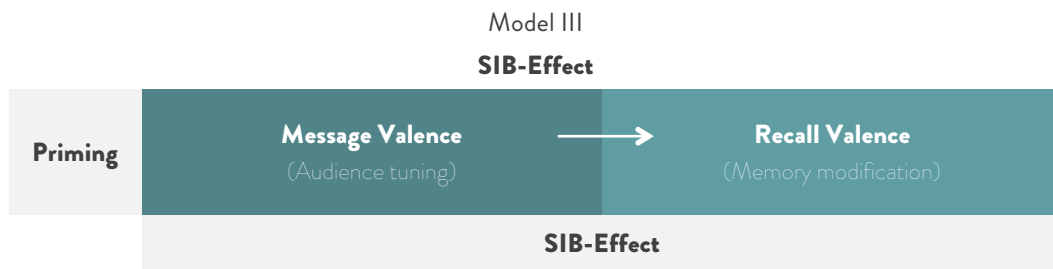 Model III
SIB-Effect
Priming
Message Valence
(Audience tuning)
Recall Valence
(Memory modification)
SIB-Effect